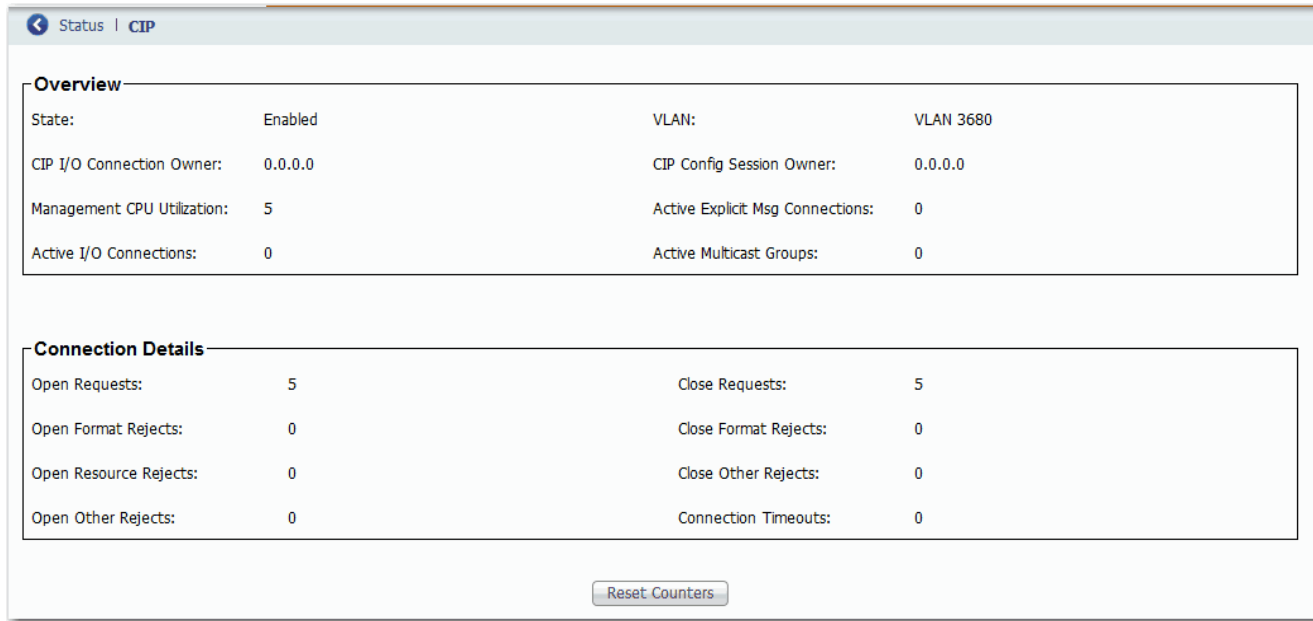 Status | CIP
Overview
State: Enabled VLAN: VLAN 3680
CIP I/O Connection Owner: 0.0.0.0 CIP Config Session Owner: 0.0.0.0
Management CPU Utilization: 5 Active Explicit Msg Connections: 0
Active I/O Connections: 0 Active Multicast Groups: 0
Connection Details
Open Requests: 5 Close Requests: 5
Open Format Rejects: 0 Close Format Rejects: 0
Open Resource Rejects: 0 Close Other Rejects: 0
Open Other Rejects: 0 Connection Timeouts: 0
Reset Counters